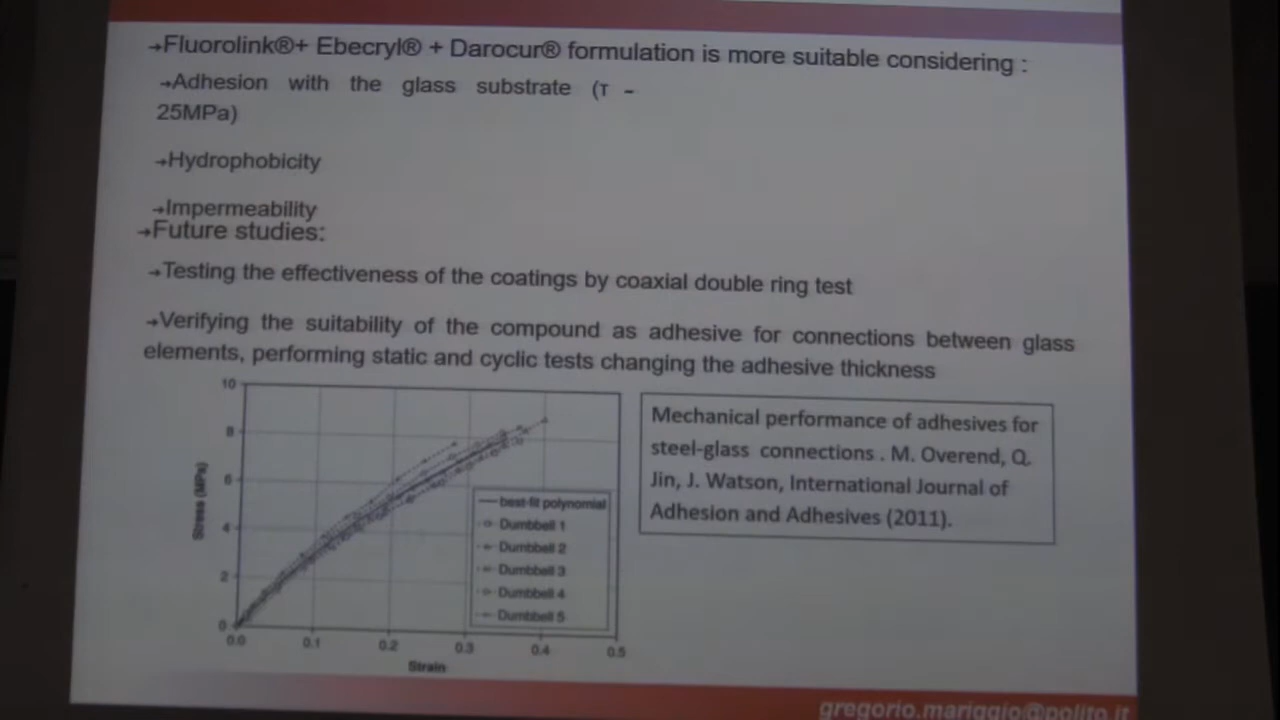 →Fluorolink®+ Ebecryl® + Darocur® formulation is more suitable considering :
→Adhesion with the glass substrate (τ -
25MPa)
→Hydrophobicity
→Impermeability
→Future studies:
→Testing the effectiveness of the coatings by coaxial double ring test
→Verifying the suitability of the compound as adhesive for connections between glass
elements, performing static and cyclic tests changing the adhesive thickness
10
8
6
4
2
0
Stress (MPa)
0.0 0.1 0.2 0.3 0.4 0.5
Strain
best-fit polynomial
Dumbbell 1
Dumbbell 2
Dumbbell 3
Dumbbell 4
Dumbbell 5
Mechanical performance of adhesives for
steel-glass connections . M. Overend, Q.
Jin, J. Watson, International Journal of
Adhesion and Adhesives (2011).
gregorio.mariggio@polito.it